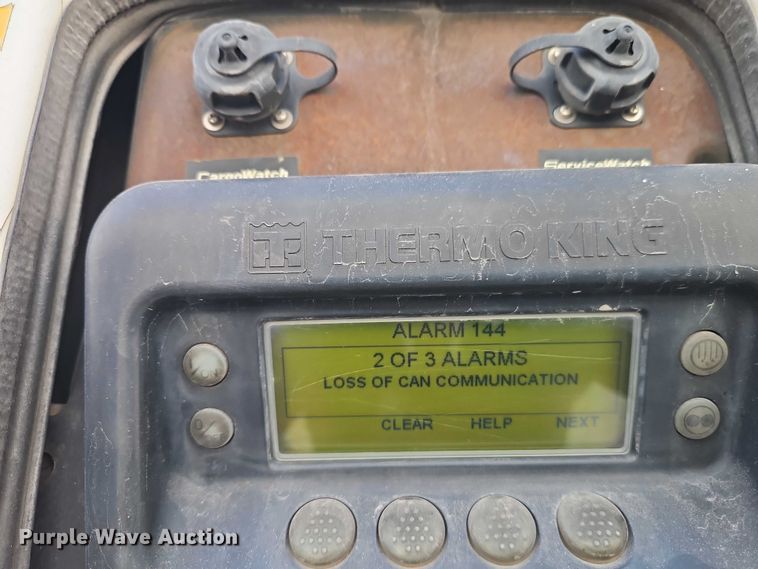 CargoWatch
ServiceWatch
THERMO KING
ALARM 144
2 OF 3 ALARMS
LOSS OF CAN COMMUNICATION
CLEAR HELP NEXT
Purple Wave Auction